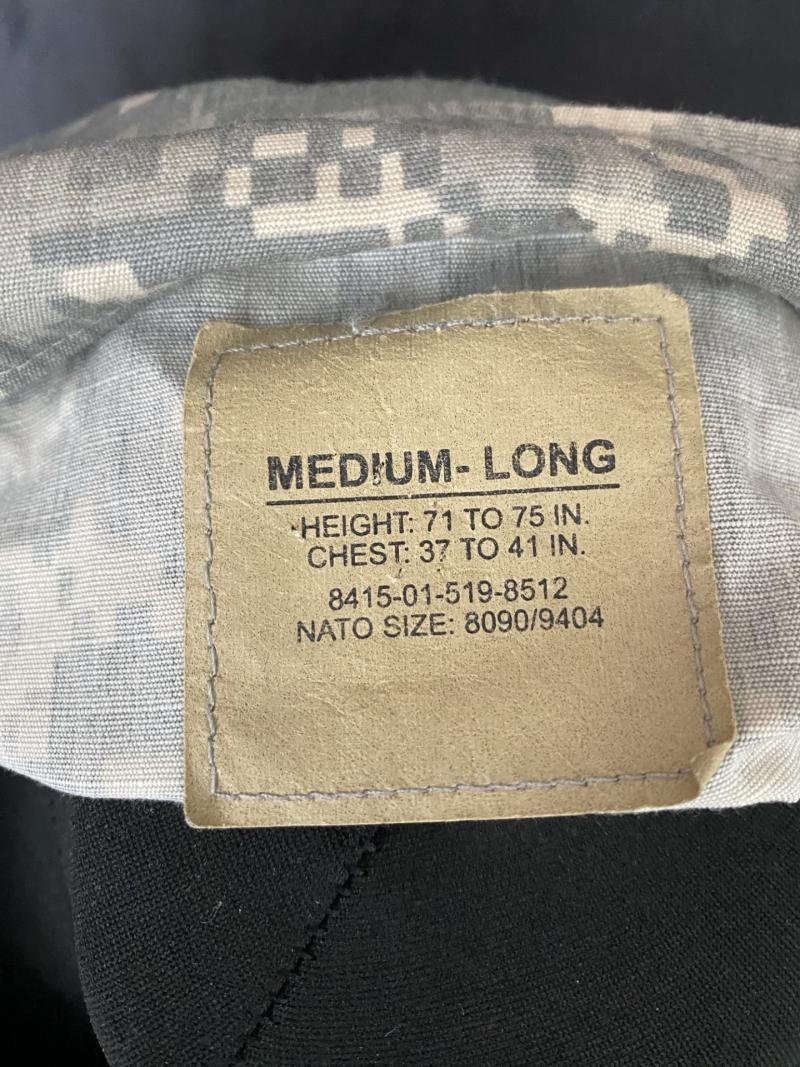 MEDIUM- LONG
HEIGHT: 71 TO 75 IN.
CHEST: 37 TO 41 IN.
8415-01-519-8512
NATO SIZE: 8090/9404